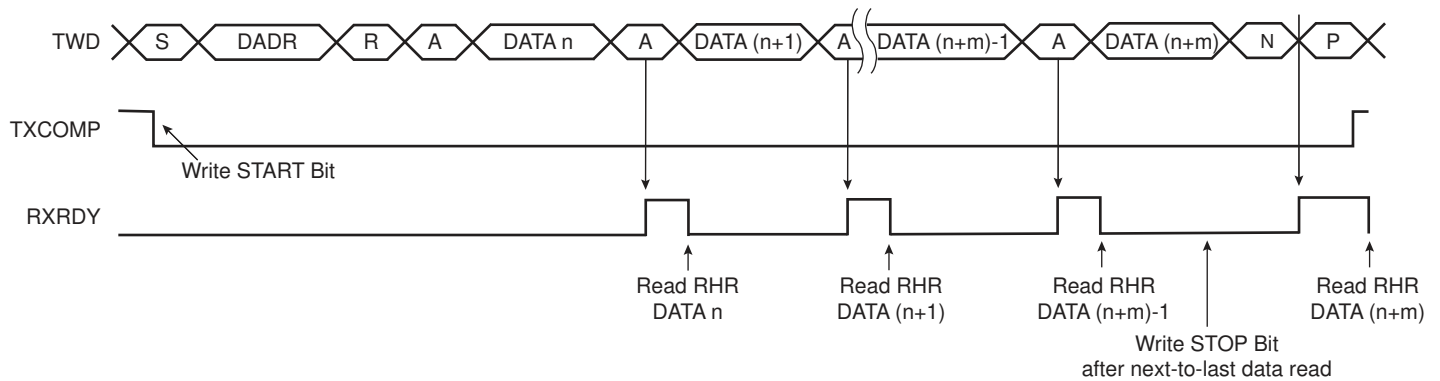 TWD S DADR R A DATA n A DATA (n+1) A DATA (n+m)-1 A DATA (n+m) N P
TXCOMP
Write START Bit
RXRDY
Read RHR
DATA n
Read RHR
DATA (n+1)
Read RHR
DATA (n+m)-1
Read RHR
DATA (n+m)
Write STOP Bit
after next-to-last data read